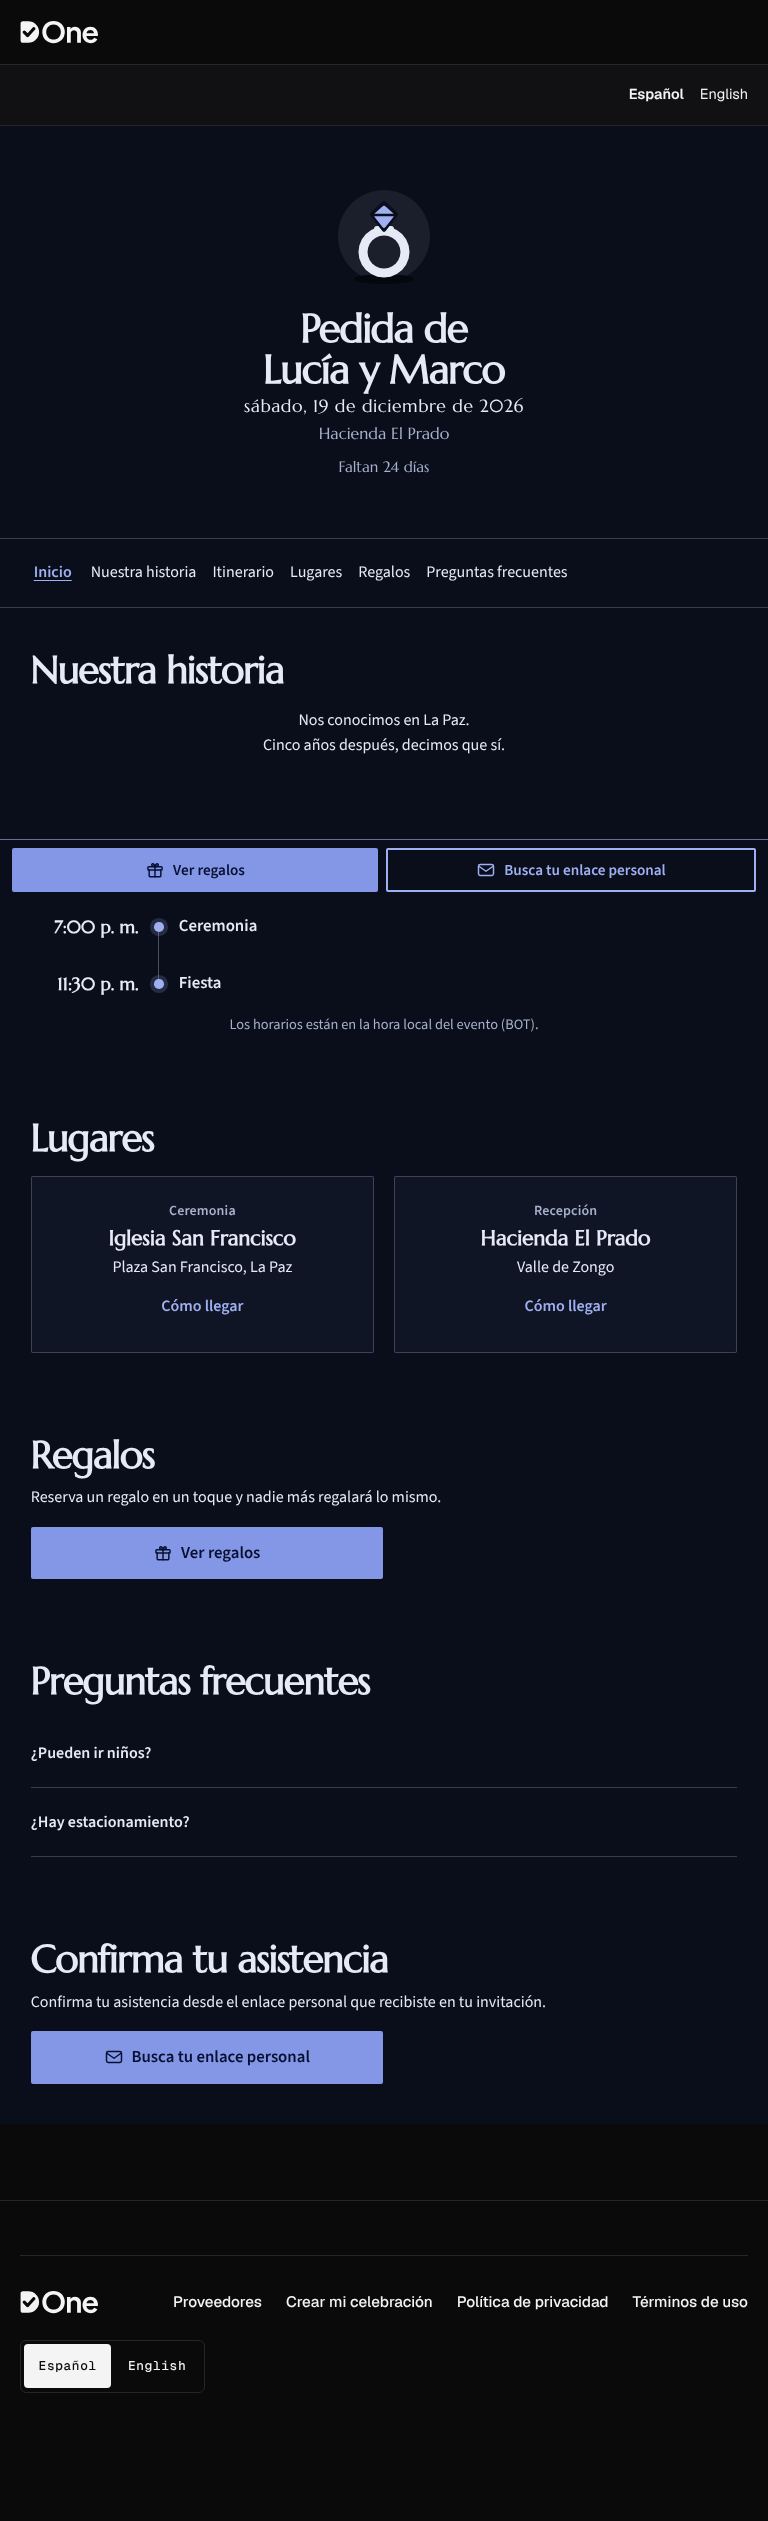 One
Español English
Pedida de
Lucía y Marco
sábado, 19 de diciembre de 2026
Hacienda El Prado
Faltan 24 días
Inicio Nuestra historia Itinerario Lugares Regalos Preguntas frecuentes
Nuestra historia
Nos conocimos en La Paz.
Cinco años después, decimos que sí.
Ver regalos
Busca tu enlace personal
7:00 p. m. Ceremonia
11:30 p. m. Fiesta
Los horarios están en la hora local del evento (BOT).
Lugares
Ceremonia
Iglesia San Francisco
Plaza San Francisco, La Paz
Cómo llegar
Recepción
Hacienda El Prado
Valle de Zongo
Cómo llegar
Regalos
Reserva un regalo en un toque y nadie más regalará lo mismo.
Ver regalos
Preguntas frecuentes
¿Pueden ir niños?
¿Hay estacionamiento?
Confirma tu asistencia
Confirma tu asistencia desde el enlace personal que recibiste en tu invitación.
Busca tu enlace personal
One
Proveedores Crear mi celebración Política de privacidad Términos de uso
Español English